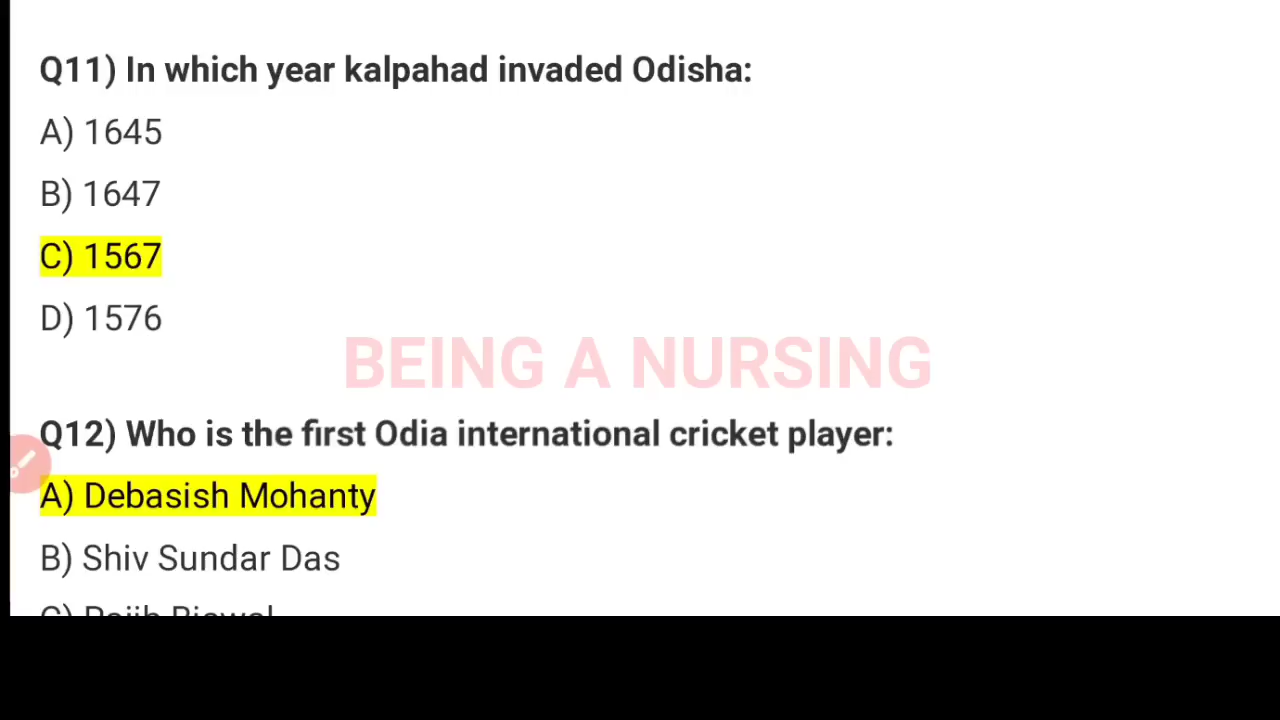 Q11) In which year kalpahad invaded Odisha:
A) 1645
B) 1647
C) 1567
D) 1576
BEING A NURSING
Q12) Who is the first Odia international cricket player:
A) Debasish Mohanty
B) Shiv Sundar Das